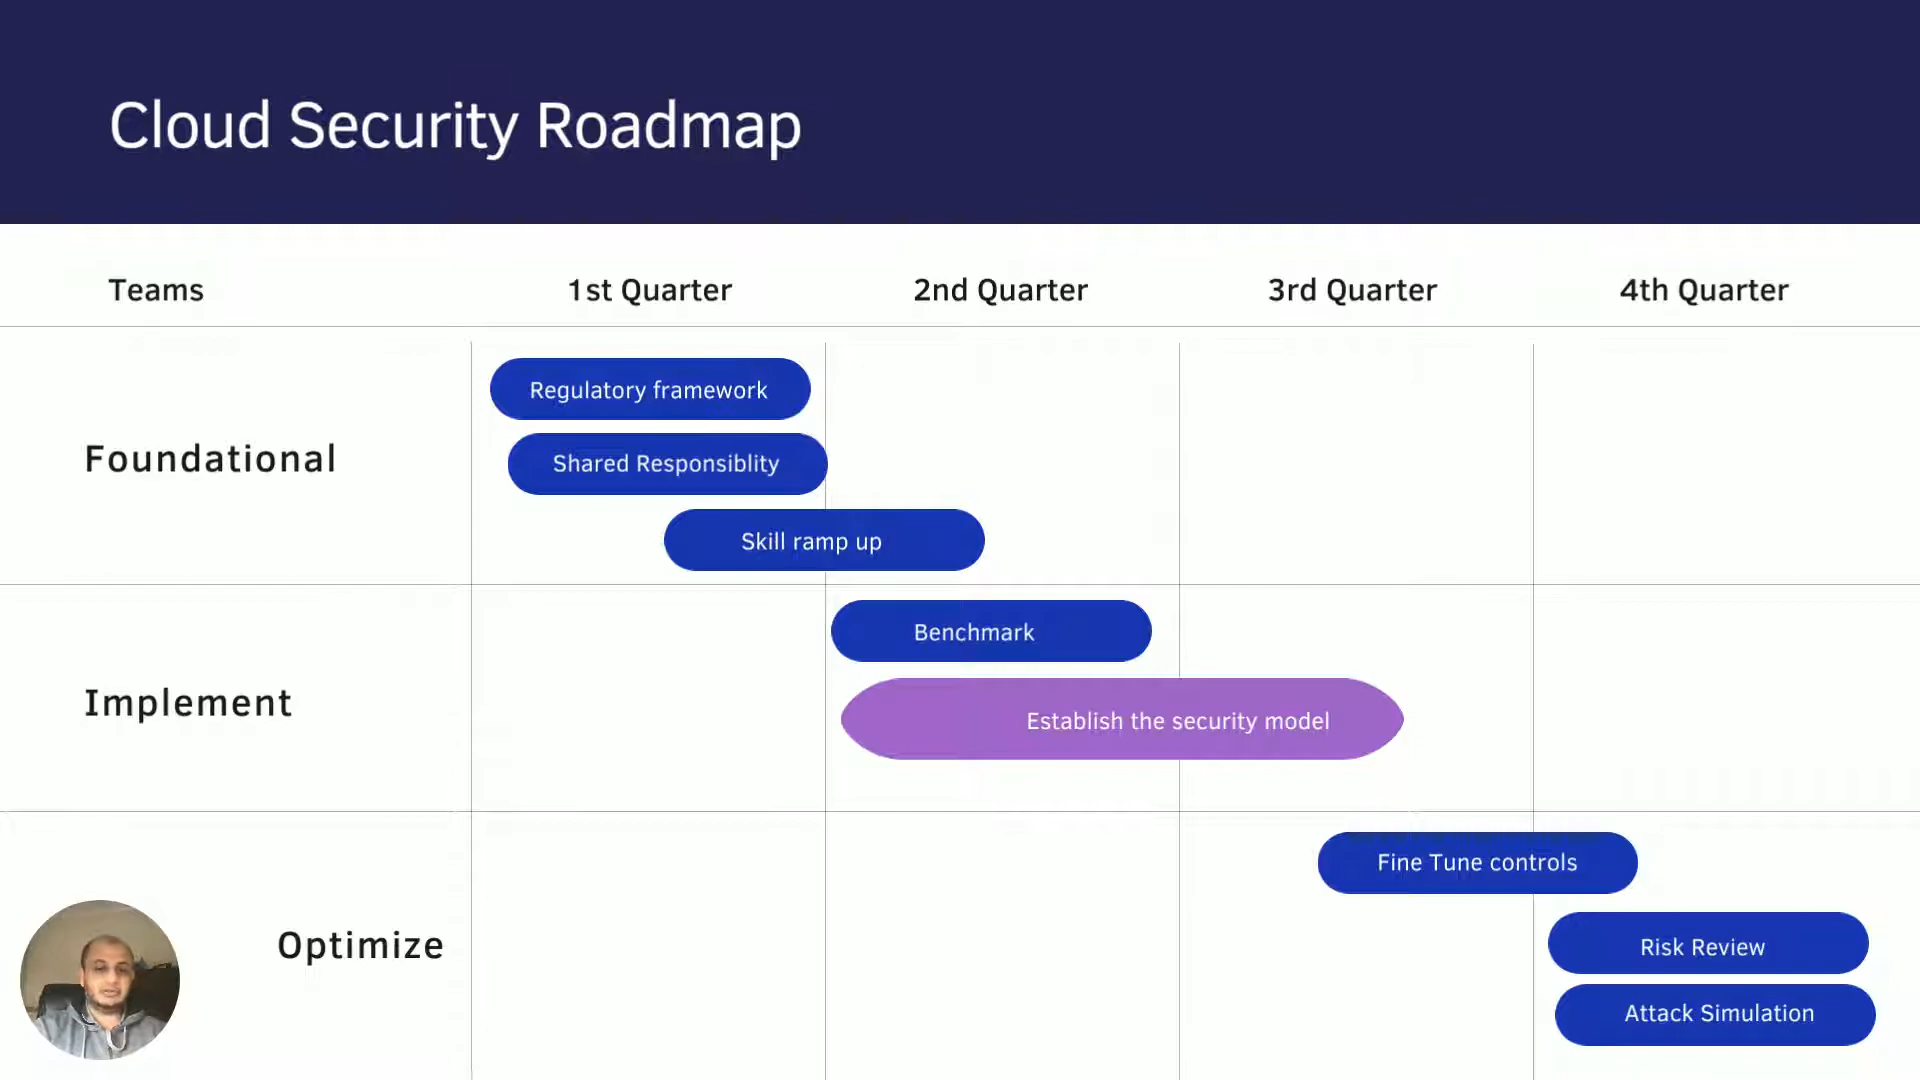 Cloud Security Roadmap
Teams 1st Quarter 2nd Quarter 3rd Quarter 4th Quarter
Foundational
Regulatory framework
Shared Responsiblity
Skill ramp up
Implement
Benchmark
Establish the security model
Optimize
Fine Tune controls
Risk Review
Attack Simulation